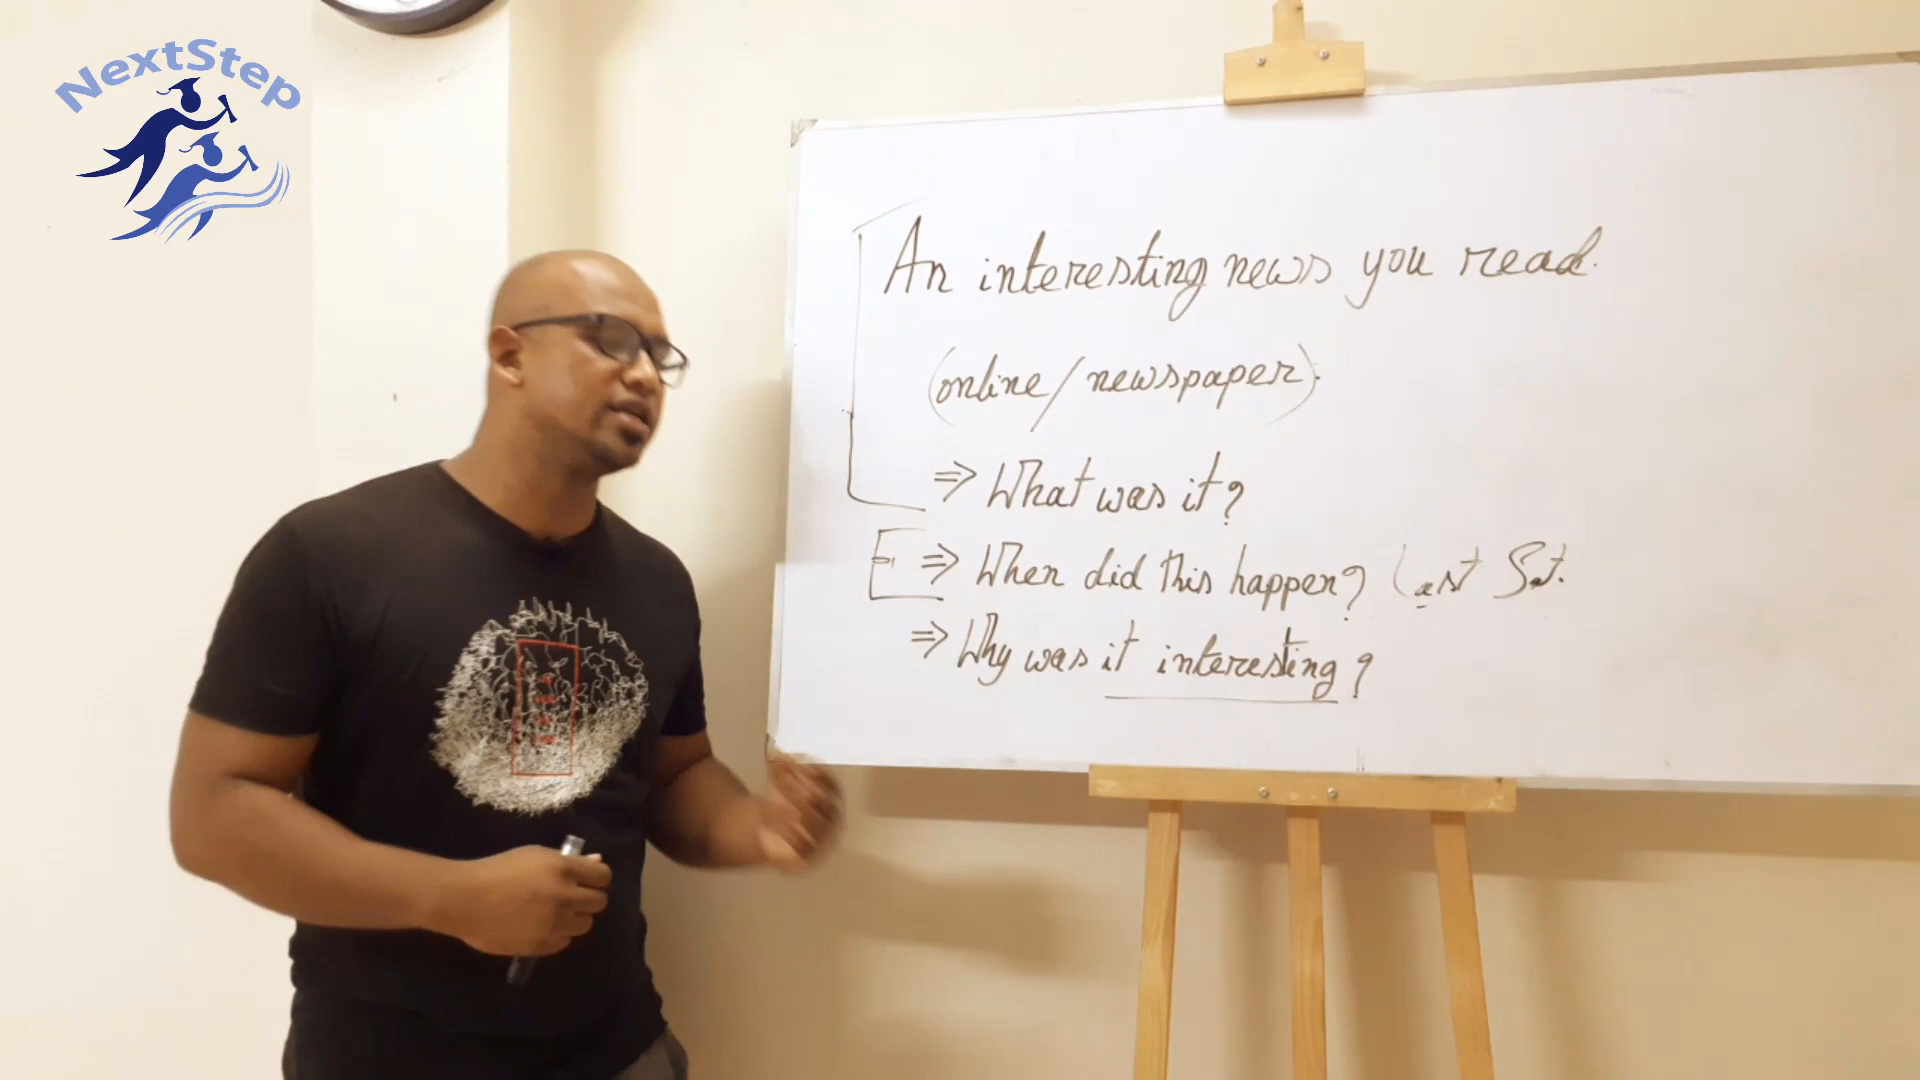 NextStep
An interesting news you read.
(online/newspaper).
⇒ What was it?
⇒ When did this happen? Last Sat.
⇒ Why was it interesting?